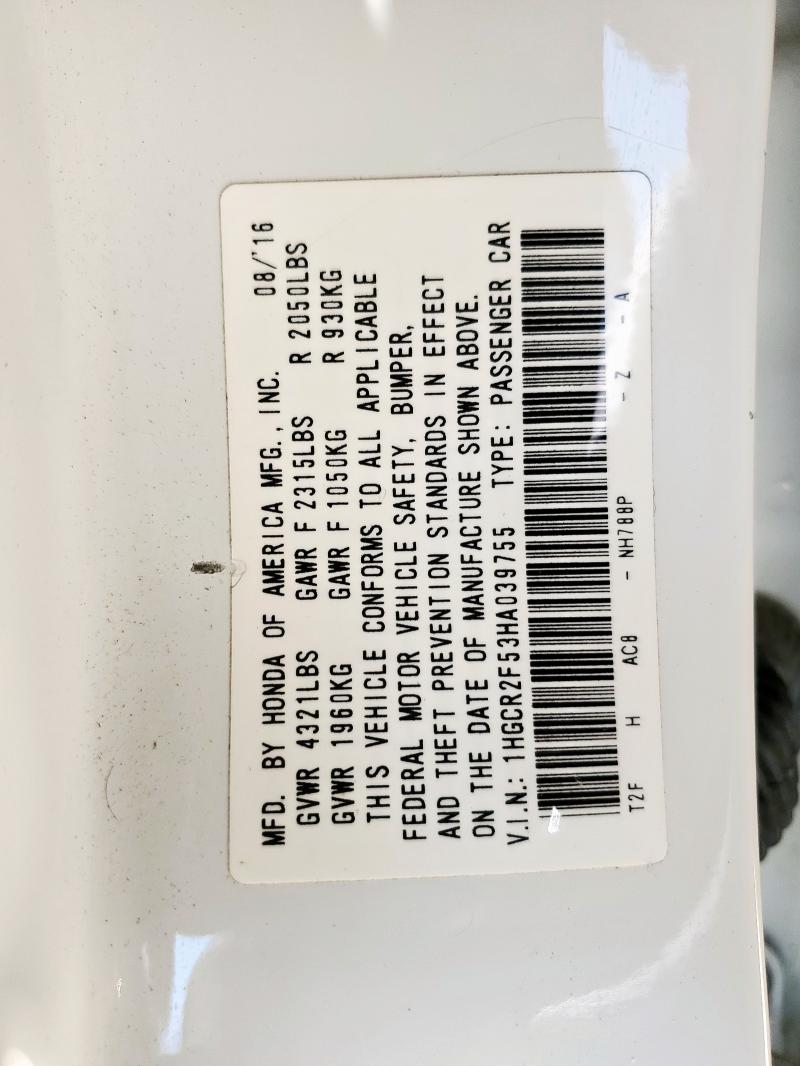 MFD. BY HONDA OF AMERICA MFG., INC. 08/'16
GVWR 4321LBS GAWR F 2315LBS R 2050LBS
GVWR 1960KG GAWR F 1050KG R 930KG
THIS VEHICLE CONFORMS TO ALL APPLICABLE
FEDERAL MOTOR VEHICLE SAFETY, BUMPER,
AND THEFT PREVENTION STANDARDS IN EFFECT
ON THE DATE OF MANUFACTURE SHOWN ABOVE.
V.I.N.: 1HGCR2F53HA039755 TYPE: PASSENGER CAR
T2F H AC8 - NH788P - Z - A